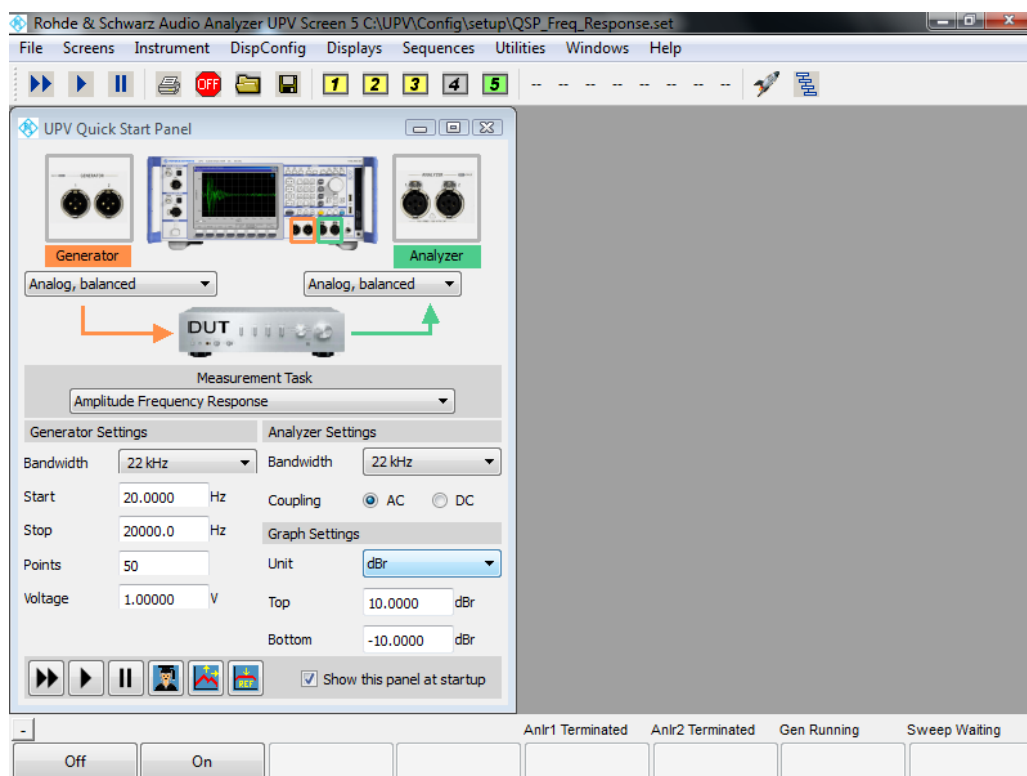 Rohde & Schwarz Audio Analyzer UPV Screen 5 C:\UPV\Config\setup\QSP_Freq_Response.set
File Screens Instrument DispConfig Displays Sequences Utilities Windows Help
OFF 1 2 3 4 5 -- -- -- -- -- -- -- --
UPV Quick Start Panel
Generator Analyzer
Analog, balanced Analog, balanced
DUT
Measurement Task
Amplitude Frequency Response
Generator Settings Analyzer Settings
Bandwidth 22 kHz Bandwidth 22 kHz
Start 20.0000 Hz Coupling AC DC
Stop 20000.0 Hz Graph Settings
Points 50 Unit dBr
Voltage 1.00000 V Top 10.0000 dBr
Bottom -10.0000 dBr
REF Show this panel at startup
- Anlr1 Terminated Anlr2 Terminated Gen Running Sweep Waiting
Off On